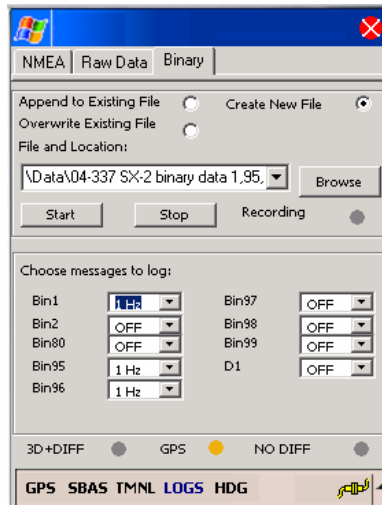 NMEA Raw Data Binary
Append to Existing File Create New File
Overwrite Existing File
File and Location:
\Data\04-337 SX-2 binary data 1,95, Browse
Start Stop Recording
Choose messages to log:
Bin1 1 Hz Bin97 OFF
Bin2 OFF Bin98 OFF
Bin80 OFF Bin99 OFF
Bin95 1 Hz D1 OFF
Bin96 1 Hz
3D+DIFF GPS NO DIFF
GPS SBAS TMNL LOGS HDG